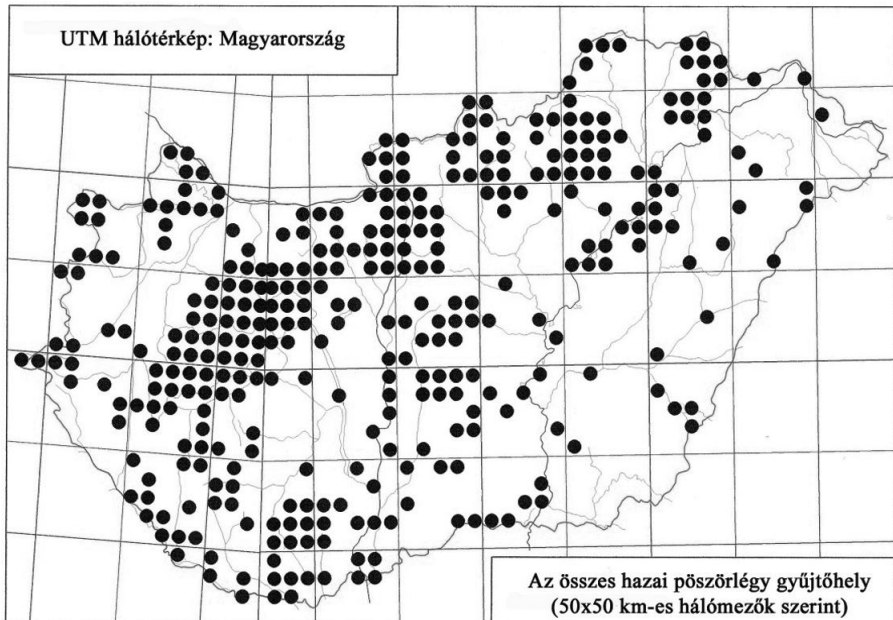 UTM hálótérkép: Magyarország
Az összes hazai pöszörlégy gyűjtőhely
(50x50 km-es hálómezők szerint)